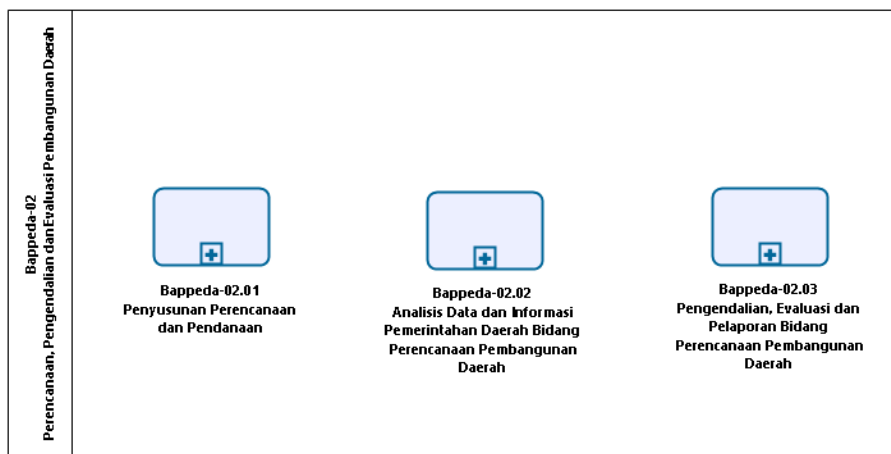 Bappeda-02
Perencanaan, Pengendalian dan Evaluasi Pembangunan Daerah
Bappeda-02.01
Penyusunan Perencanaan
dan Pendanaan
Bappeda-02.02
Analisis Data dan Informasi
Pemerintahan Daerah Bidang
Perencanaan Pembangunan
Daerah
Bappeda-02.03
Pengendalian, Evaluasi dan
Pelaporan Bidang
Perencanaan Pembangunan
Daerah